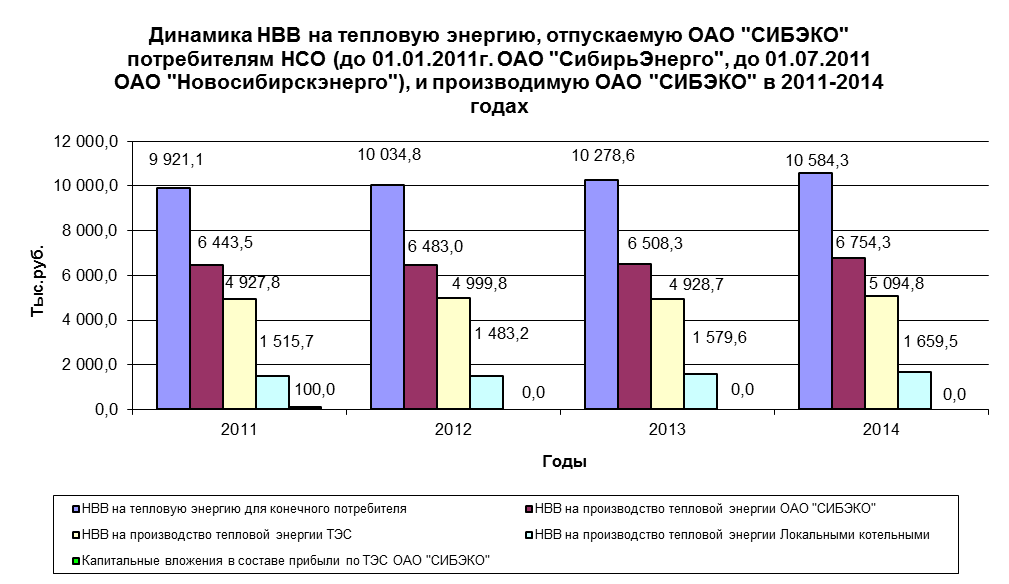 Динамика НВВ на тепловую энергию, отпускаемую ОАО "СИБЭКО"
потребителям НСО (до 01.01.2011г. ОАО "СибирьЭнерго", до 01.07.2011
ОАО "Новосибирскэнерго"), и производимую ОАО "СИБЭКО" в 2011-2014
годах
Тыс.руб.
12 000,0
10 000,0
8 000,0
6 000,0
4 000,0
2 000,0
0,0
9 921,1
6 443,5
4 927,8
1 515,7
100,0
10 034,8
6 483,0
4 999,8
1 483,2
0,0
10 278,6
6 508,3
4 928,7
1 579,6
0,0
10 584,3
6 754,3
5 094,8
1 659,5
0,0
2011
2012
2013
2014
Годы
НВВ на тепловую энергию для конечного потребителя
НВВ на производство тепловой энергии ОАО "СИБЭКО"
НВВ на производство тепловой энергии ТЭС
НВВ на производство тепловой энергии Локальными котельными
Капитальные вложения в составе прибыли по ТЭС ОАО "СИБЭКО"